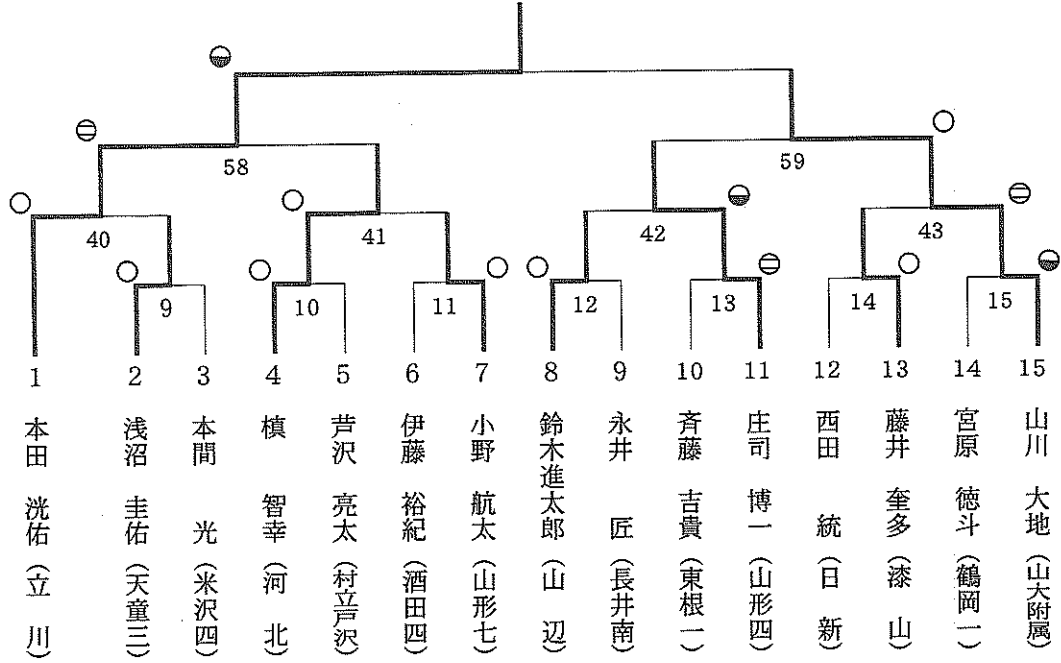 58
59
40
41
42
43
9
10
11
12
13
14
15
1
2
3
4
5
6
7
8
9
10
11
12
13
14
15
本田 洸佑（立川）
浅沼 圭佑（天童三）
本間 光（米沢四）
槙 智幸（河北）
芦沢 亮太（村立戸沢）
伊藤 裕紀（酒田四）
小野 航太（山形七）
鈴木進太郎（山辺）
永井 匠（長井南）
斉藤 吉貴（東根一）
庄司 博一（山形四）
西田 統（日新）
藤井 奎多（漆山）
宮原 徳斗（鶴岡一）
山川 大地（山大附属）